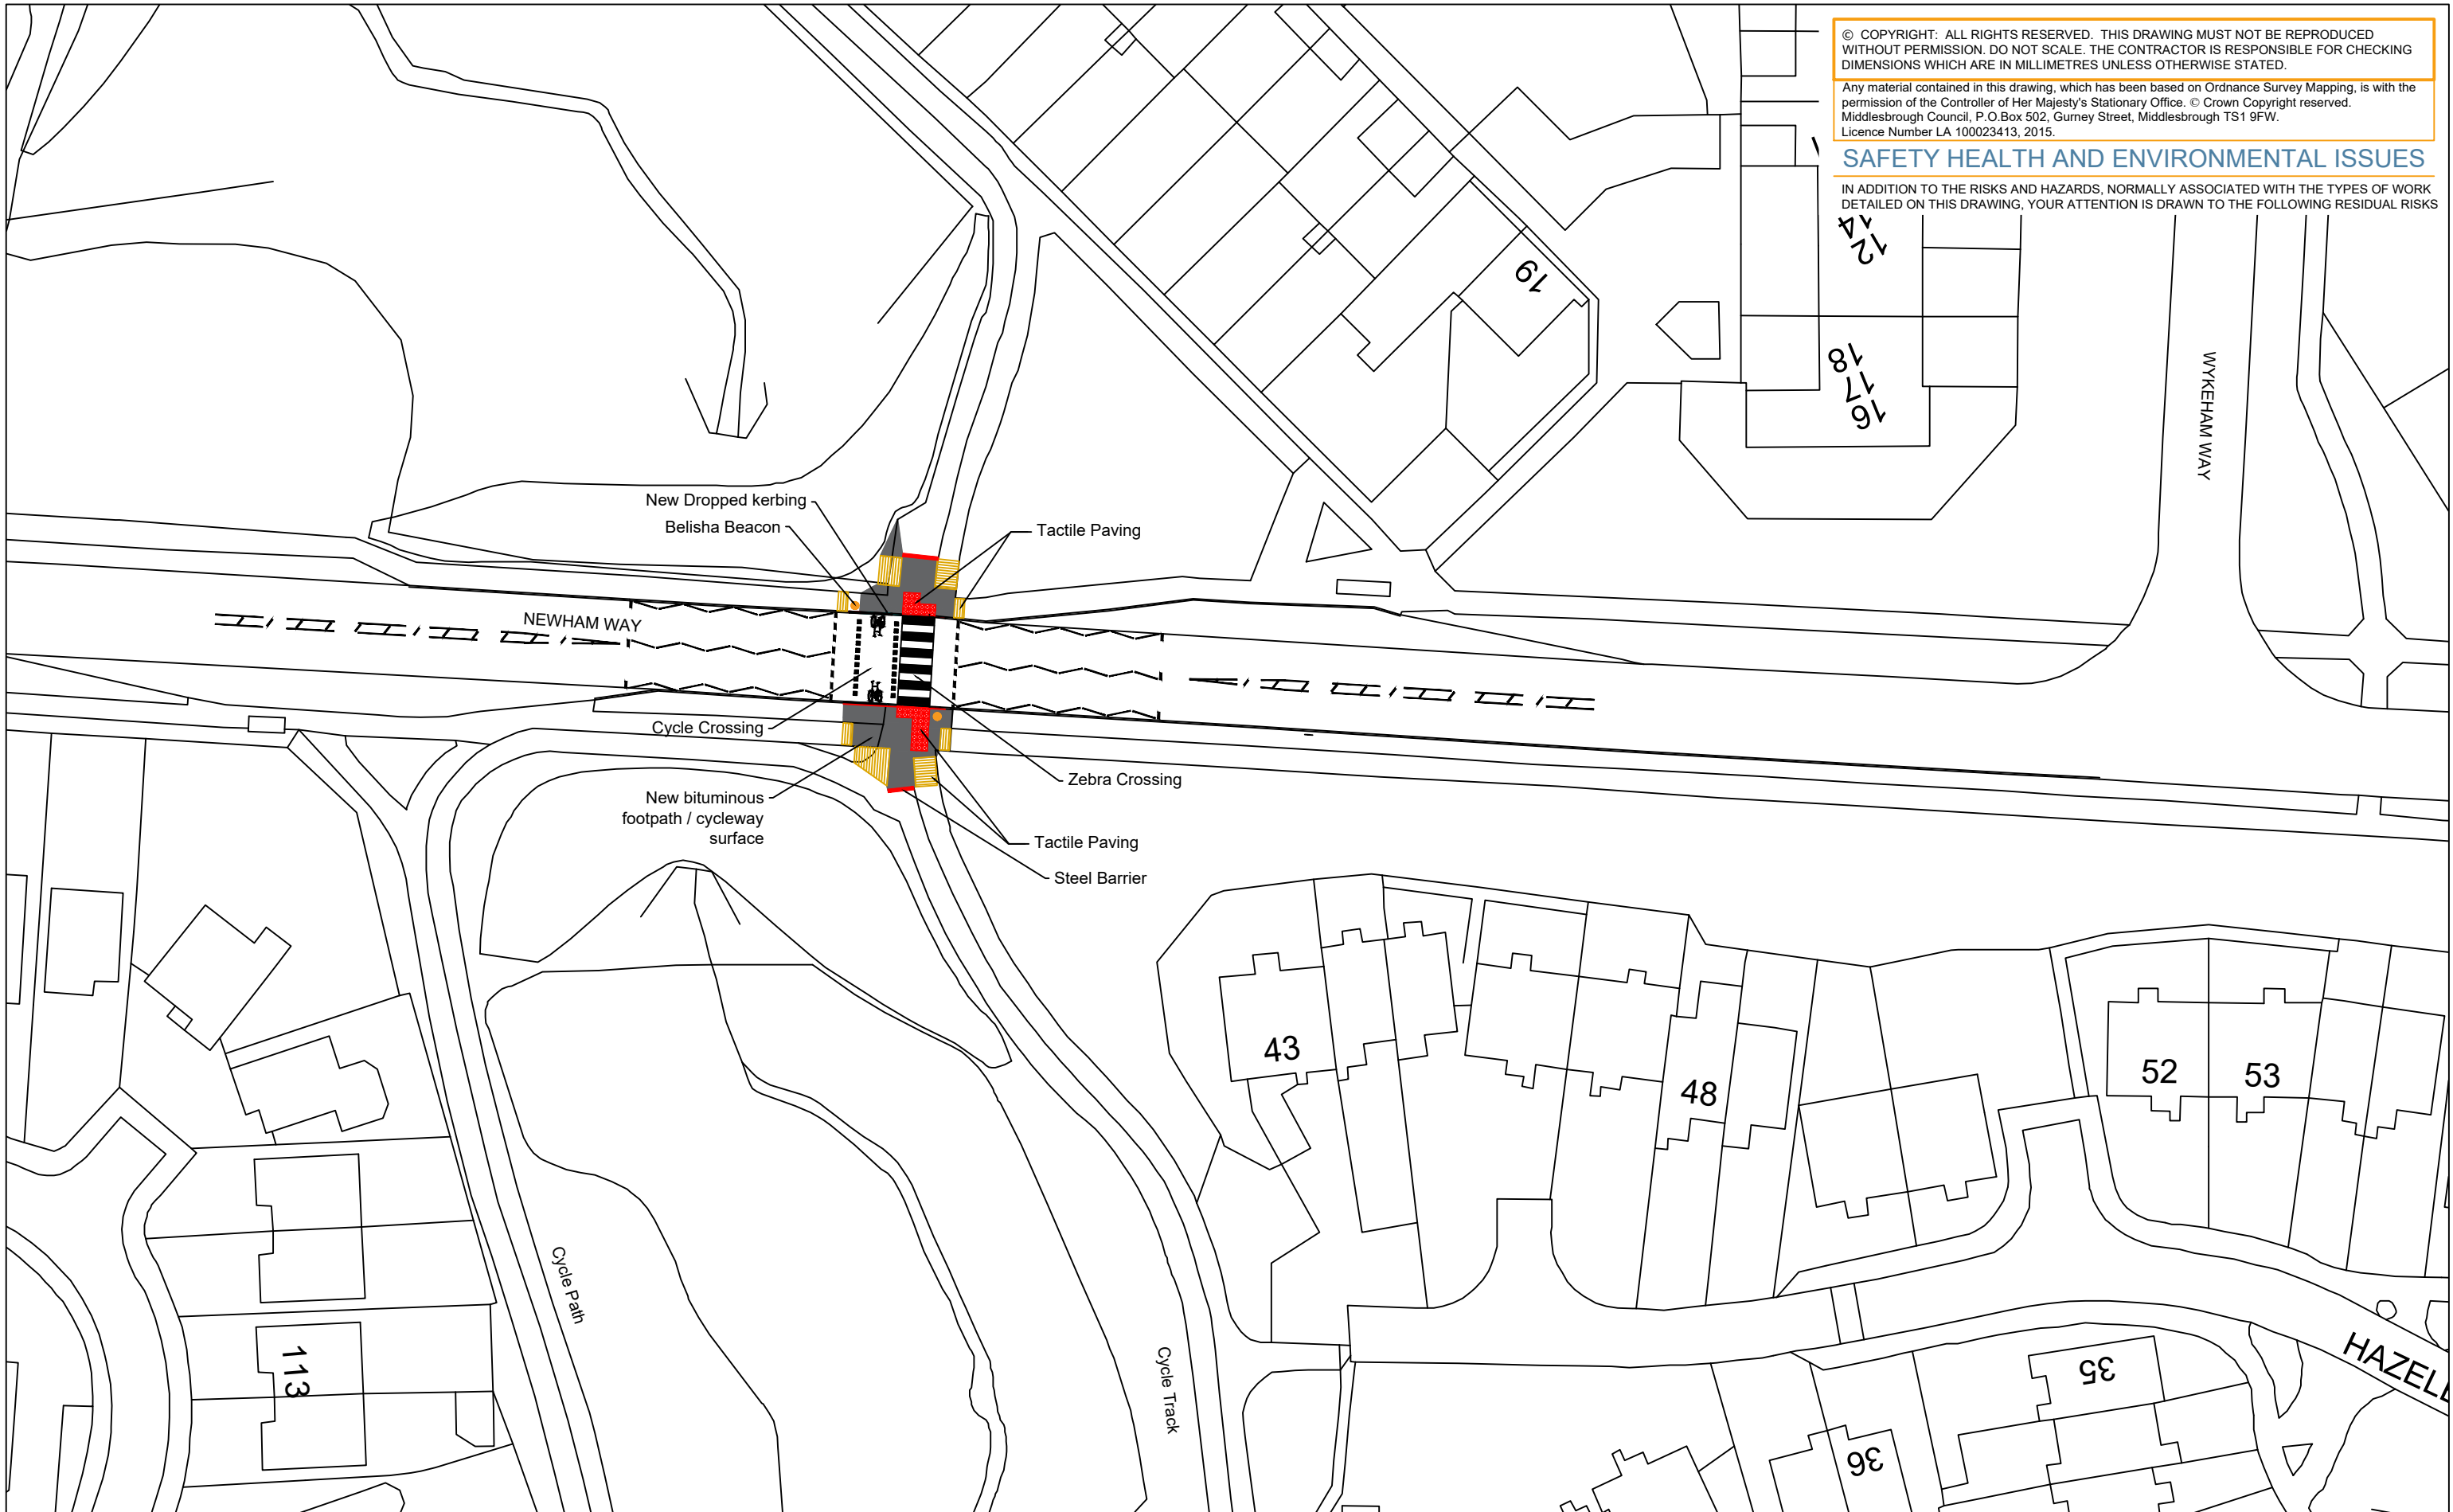 © COPYRIGHT: ALL RIGHTS RESERVED. THIS DRAWING MUST NOT BE REPRODUCED
WITHOUT PERMISSION. DO NOT SCALE. THE CONTRACTOR IS RESPONSIBLE FOR CHECKING
DIMENSIONS WHICH ARE IN MILLIMETRES UNLESS OTHERWISE STATED.
Any material contained in this drawing, which has been based on Ordnance Survey Mapping, is with the
permission of the Controller of Her Majesty's Stationary Office. © Crown Copyright reserved.
Middlesbrough Council, P.O.Box 502, Gurney Street, Middlesbrough TS1 9FW.
Licence Number LA 100023413, 2015.
SAFETY HEALTH AND ENVIRONMENTAL ISSUES
IN ADDITION TO THE RISKS AND HAZARDS, NORMALLY ASSOCIATED WITH THE TYPES OF WORK
DETAILED ON THIS DRAWING, YOUR ATTENTION IS DRAWN TO THE FOLLOWING RESIDUAL RISKS
14
12
19
18
17
16
WYKEHAM WAY
New Dropped kerbing
Belisha Beacon
Tactile Paving
NEWHAM WAY
Cycle Crossing
Zebra Crossing
New bituminous
footpath / cycleway
surface
Tactile Paving
Steel Barrier
43
48
52
53
Cycle Path
Cycle Track
113
35
36
HAZEL